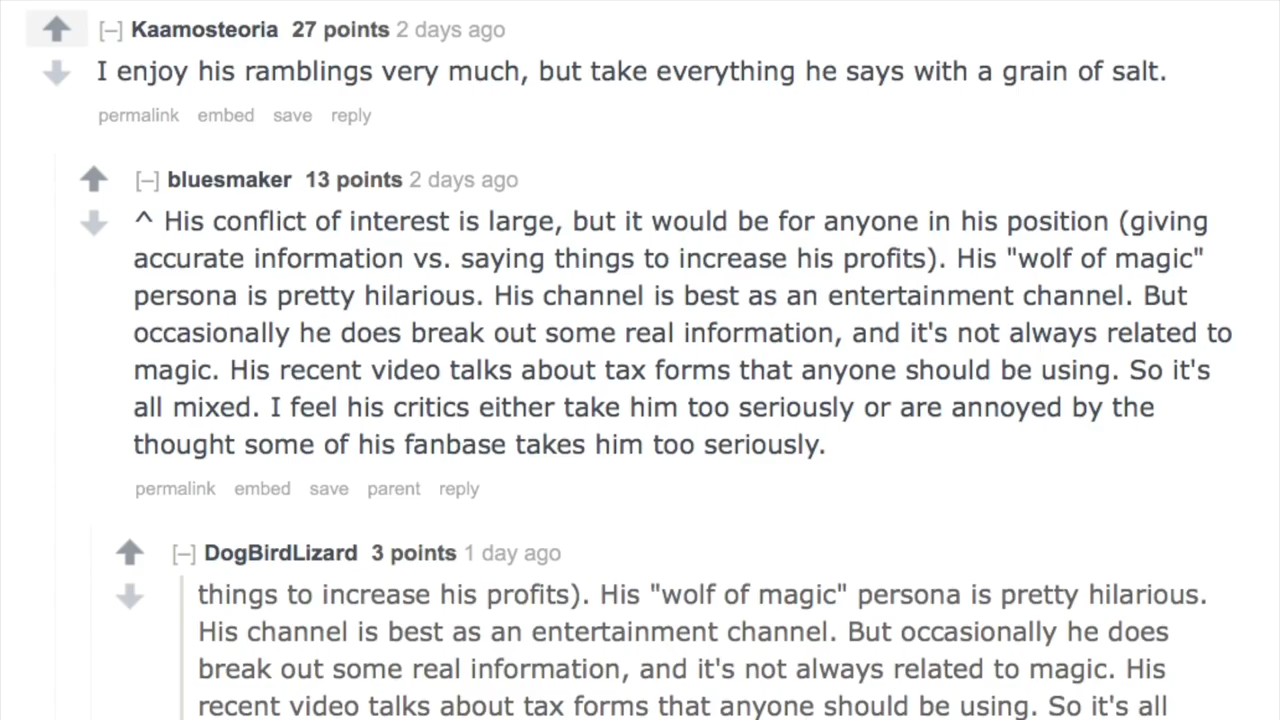 [–] Kaamosteoria 27 points 2 days ago
I enjoy his ramblings very much, but take everything he says with a grain of salt.
permalink embed save reply
[–] bluesmaker 13 points 2 days ago
^ His conflict of interest is large, but it would be for anyone in his position (giving
accurate information vs. saying things to increase his profits). His "wolf of magic"
persona is pretty hilarious. His channel is best as an entertainment channel. But
occasionally he does break out some real information, and it's not always related to
magic. His recent video talks about tax forms that anyone should be using. So it's
all mixed. I feel his critics either take him too seriously or are annoyed by the
thought some of his fanbase takes him too seriously.
permalink embed save parent reply
[–] DogBirdLizard 3 points 1 day ago
things to increase his profits). His "wolf of magic" persona is pretty hilarious.
His channel is best as an entertainment channel. But occasionally he does
break out some real information, and it's not always related to magic. His
recent video talks about tax forms that anyone should be using. So it's all